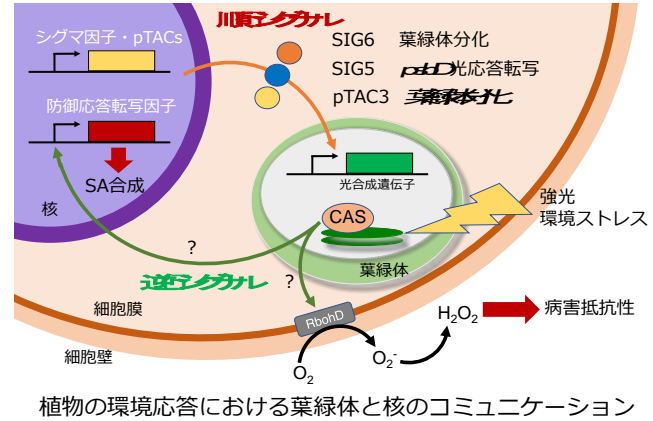 シグマ因子・pTACs
防御応答転写因子
SA合成
核
順シグナル
SIG6 葉緑体分化
SIG5 psbD光応答転写
pTAC3 葉緑体分化
光合成遺伝子
CAS
葉緑体
強光
環境ストレス
?
?
逆シグナル
細胞膜
細胞壁
RbohD
O₂
O₂⁻
H₂O₂
病害抵抗性
植物の環境応答における葉緑体と核のコミュニケーション